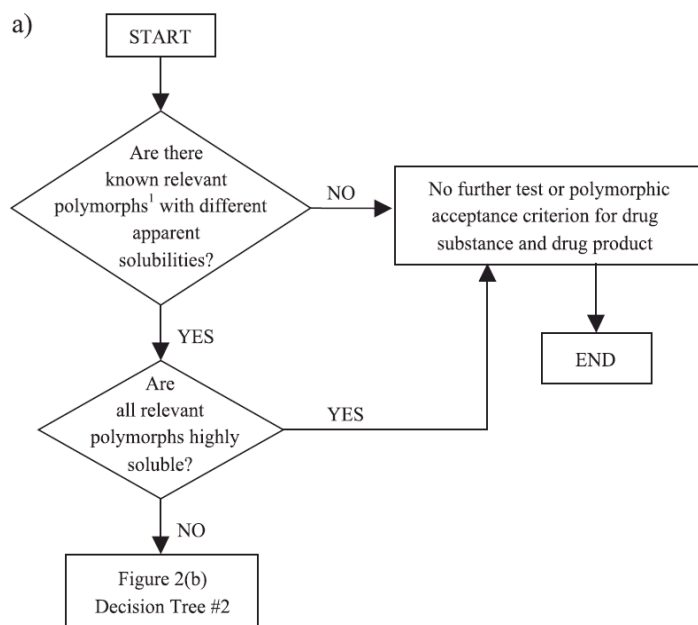 a)
START
Are there
known relevant
polymorphs¹ with different
apparent
solubilities?
NO
No further test or polymorphic
acceptance criterion for drug
substance and drug product
YES
END
Are
all relevant
polymorphs highly
soluble?
YES
NO
Figure 2(b)
Decision Tree #2